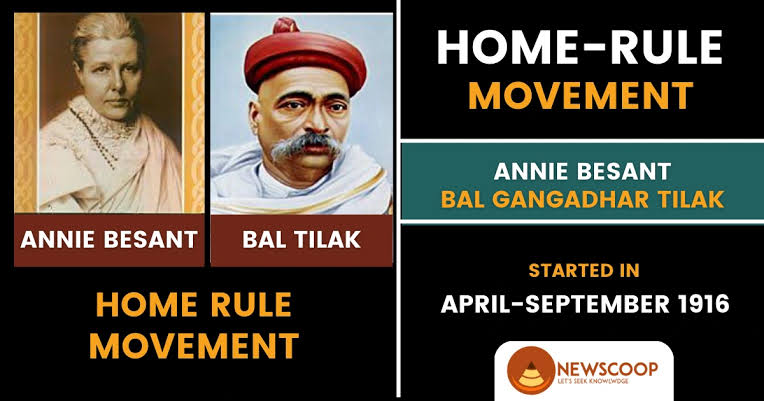 ANNIE BESANT
BAL TILAK
HOME RULE
MOVEMENT
HOME-RULE
MOVEMENT
ANNIE BESANT
BAL GANGADHAR TILAK
STARTED IN
APRIL-SEPTEMBER 1916
NEWSCOOP
LET'S SEEK KNOWLWDGE